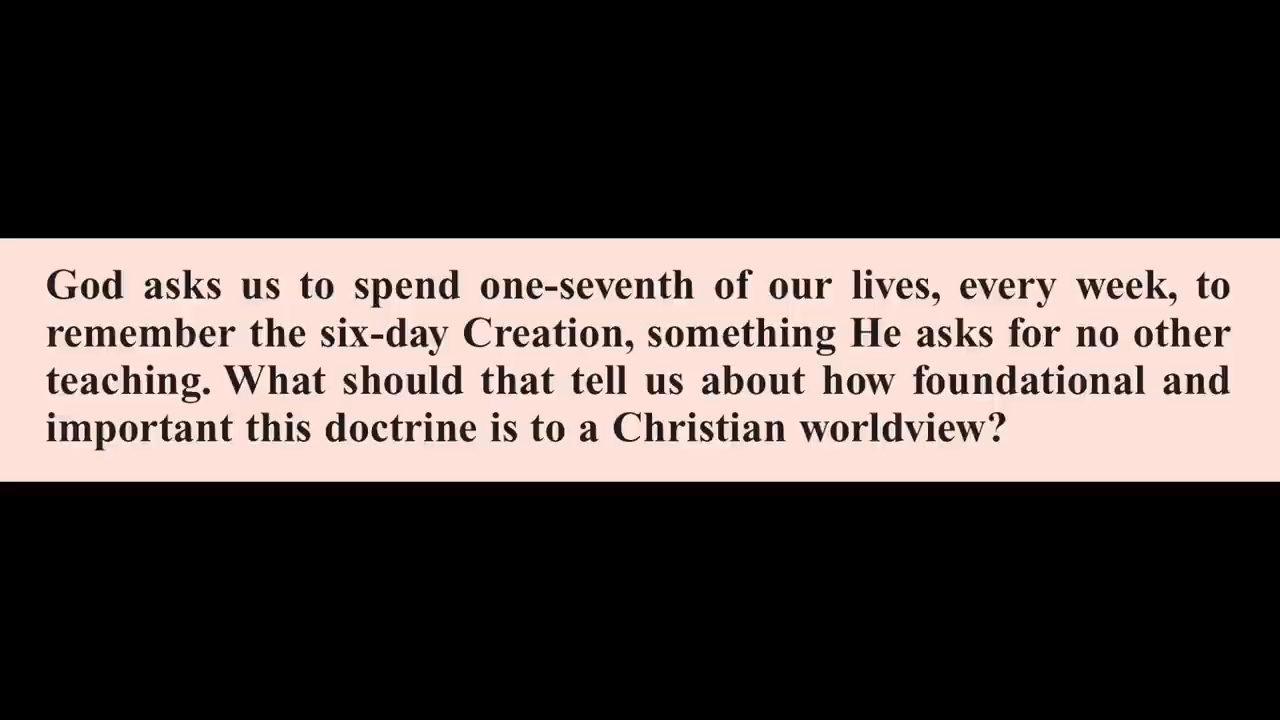 God asks us to spend one-seventh of our lives, every week, to
remember the six-day Creation, something He asks for no other
teaching. What should that tell us about how foundational and
important this doctrine is to a Christian worldview?